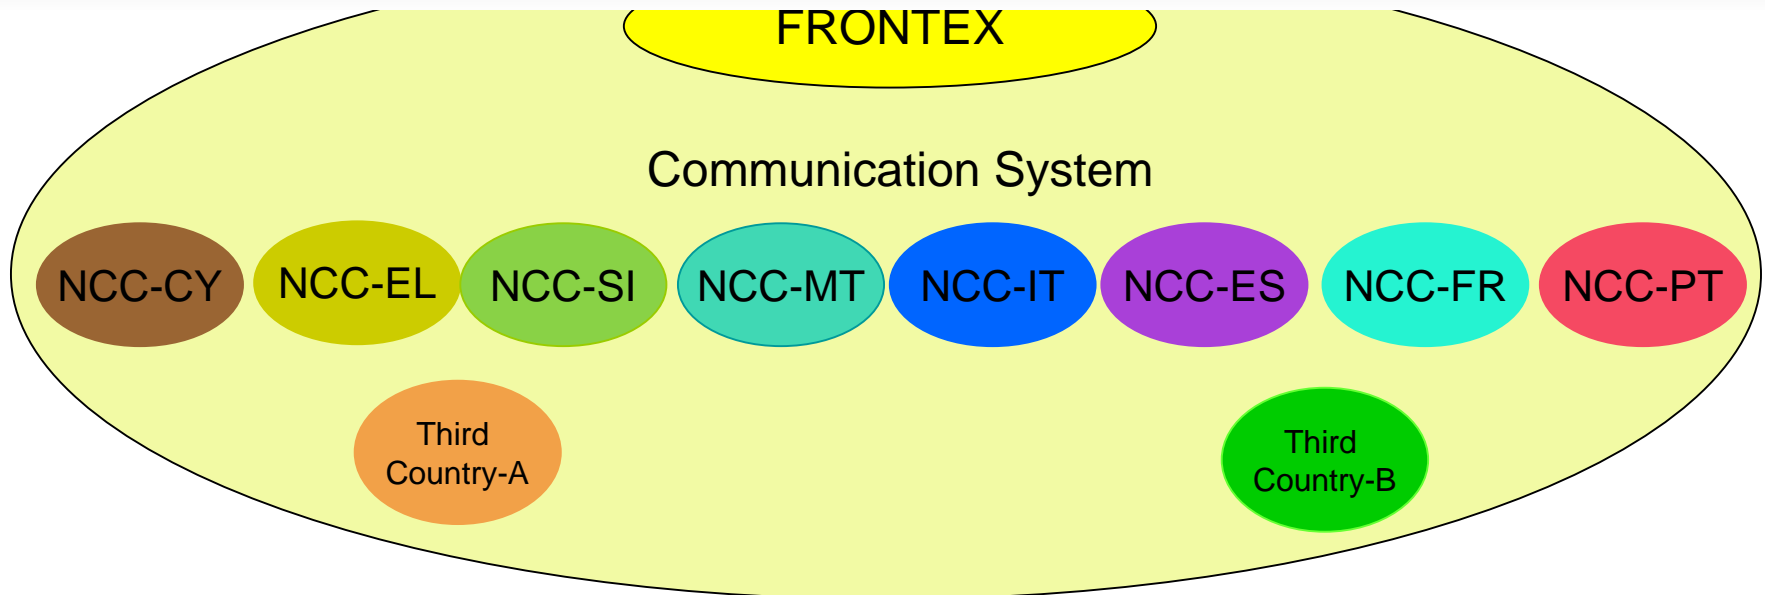 FRONTEX
Communication System
NCC-CY
NCC-EL
NCC-SI
NCC-MT
NCC-IT
NCC-ES
NCC-FR
NCC-PT
Third
Country-A
Third
Country-B